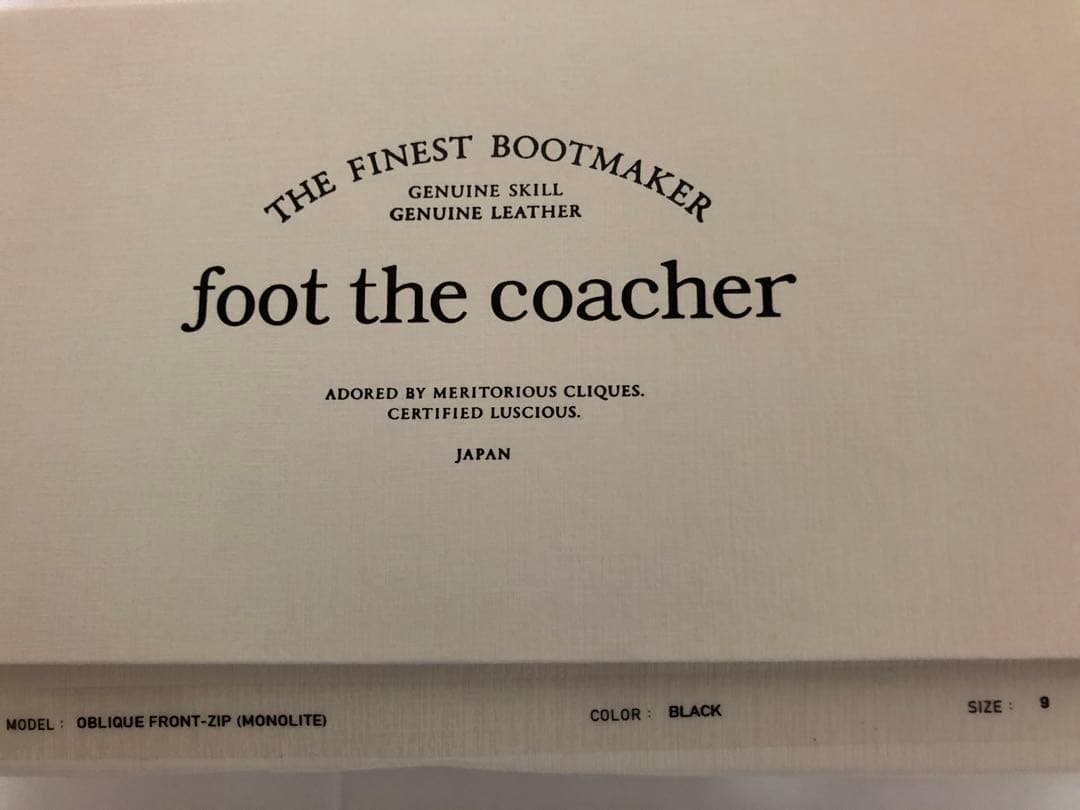 THE FINEST BOOTMAKER
GENUINE SKILL
GENUINE LEATHER
foot the coacher
ADORED BY MERITORIOUS CLIQUES.
CERTIFIED LUSCIOUS.
JAPAN
MODEL : OBLIQUE FRONT-ZIP (MONOLITE) COLOR : BLACK SIZE : 9